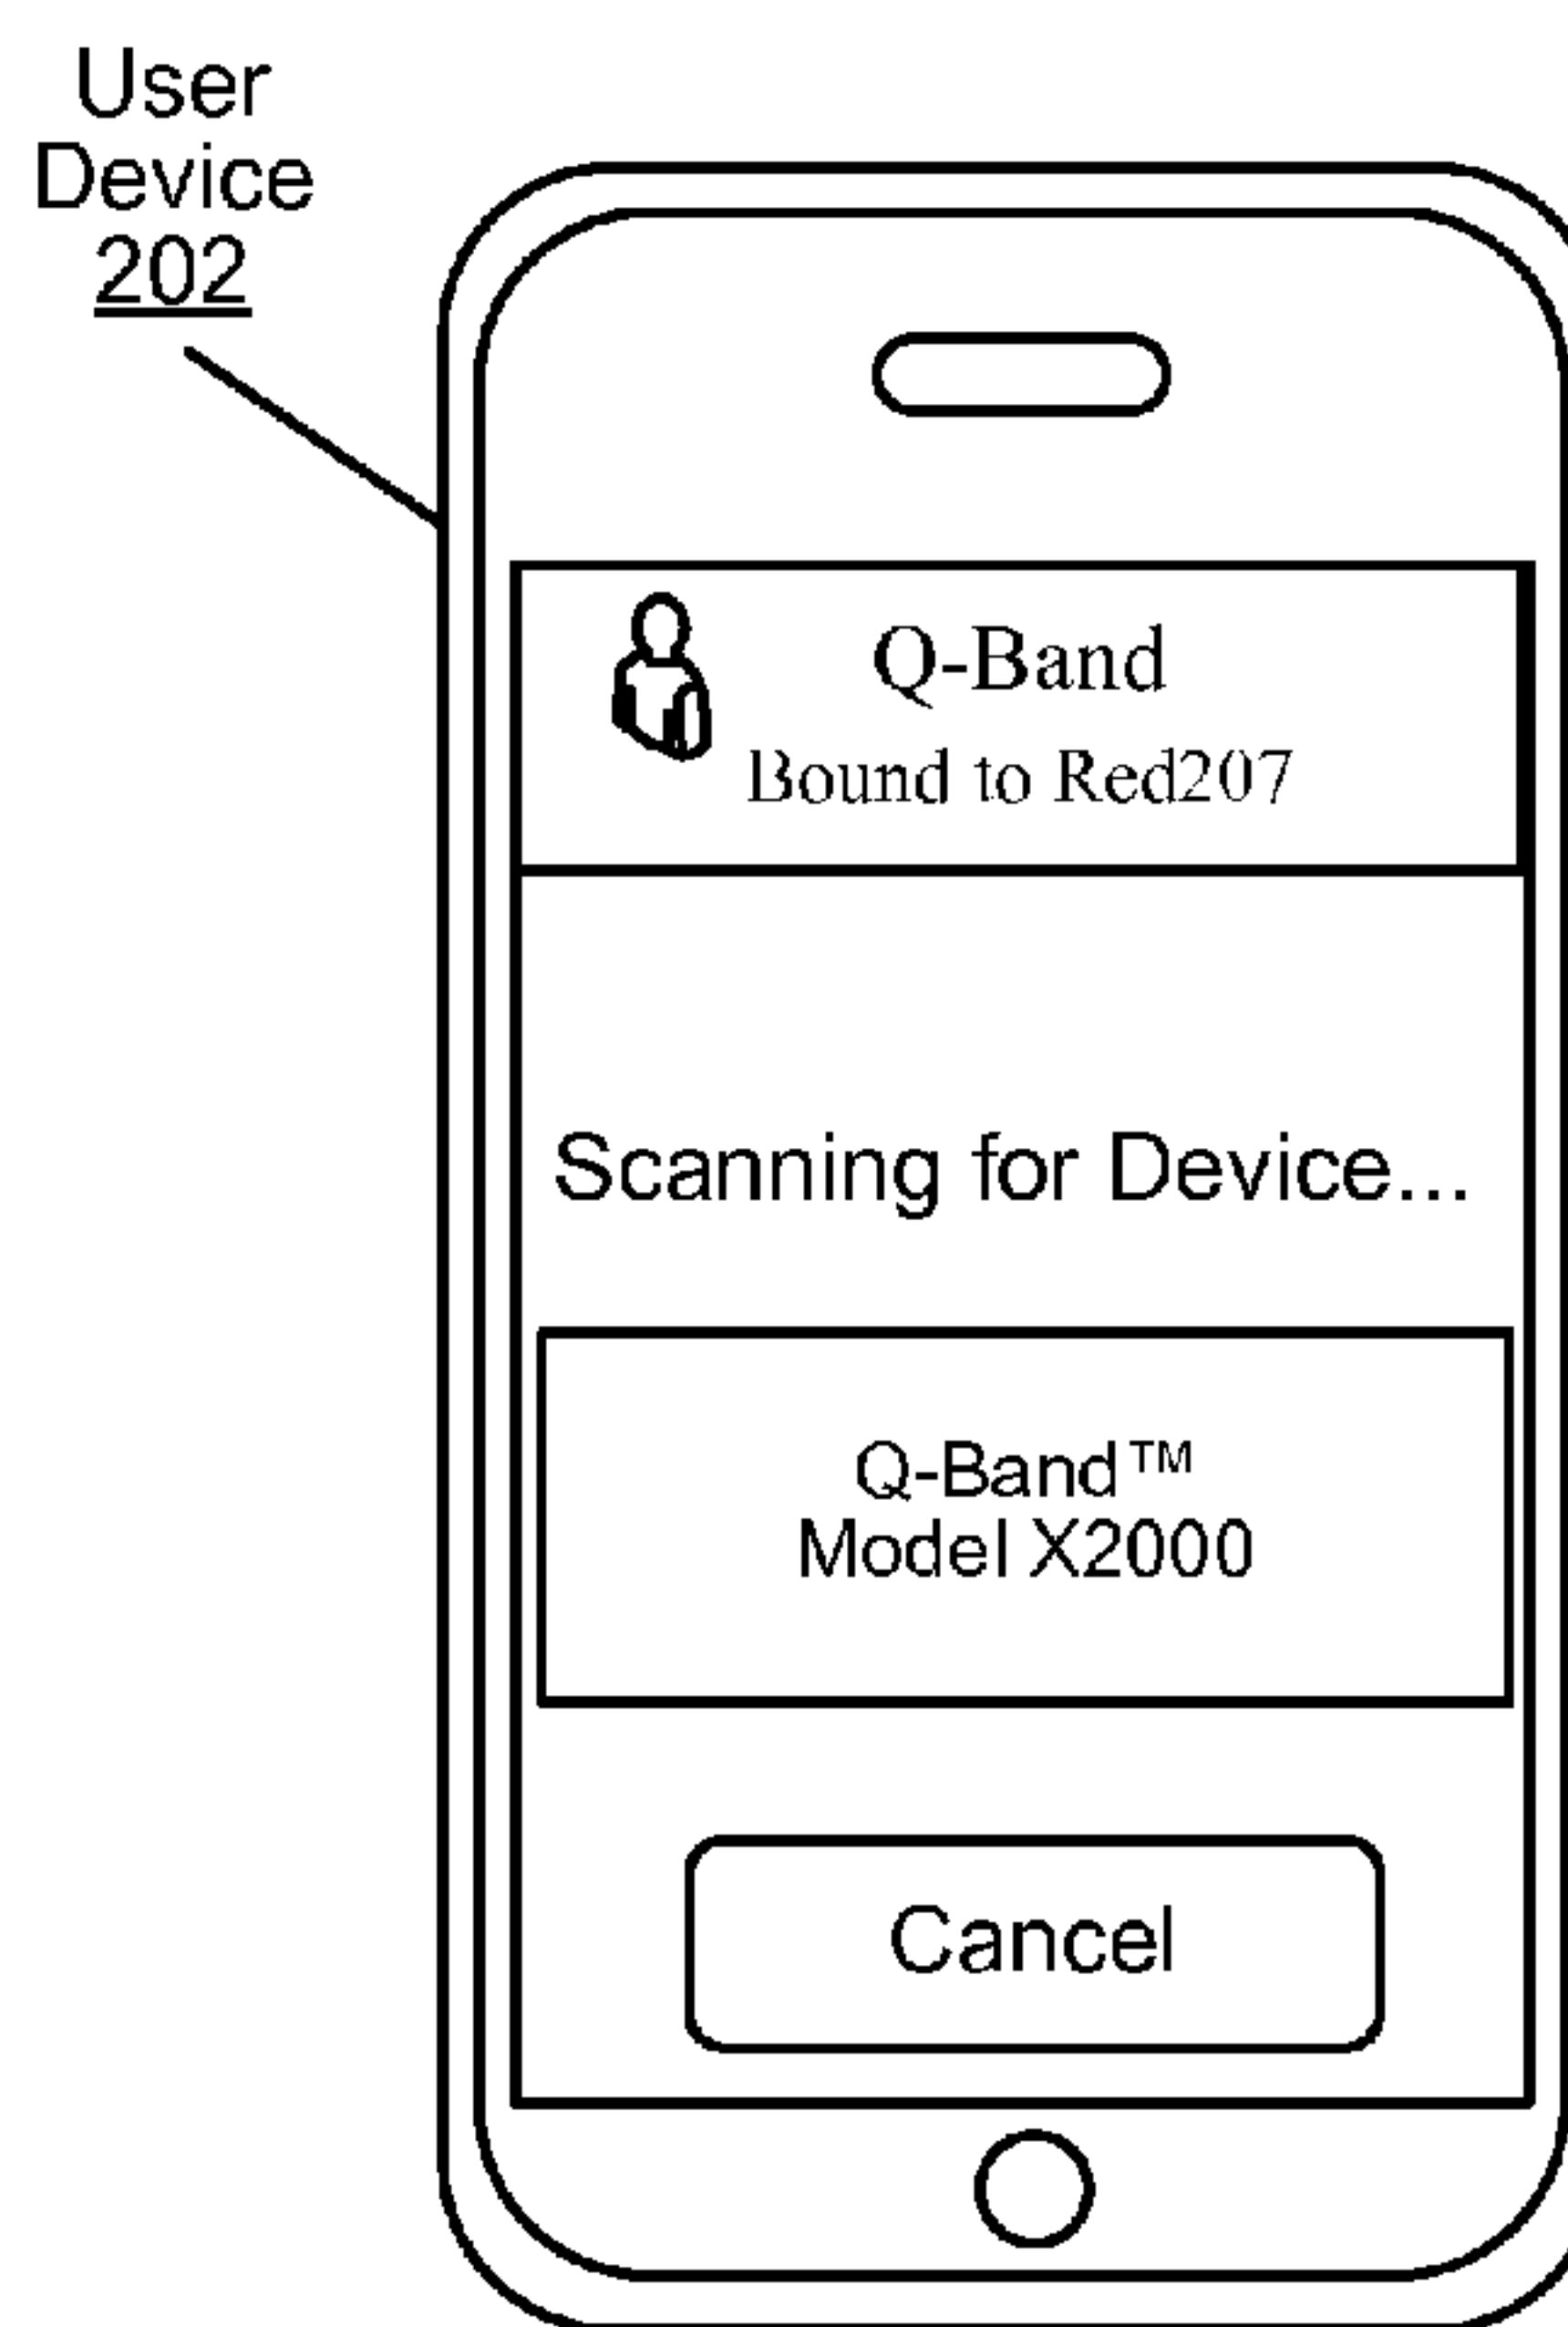 User
Device
202
Q-Band
Bound to Red207
Scanning for Device...
Q-Band™
Model X2000
Cancel